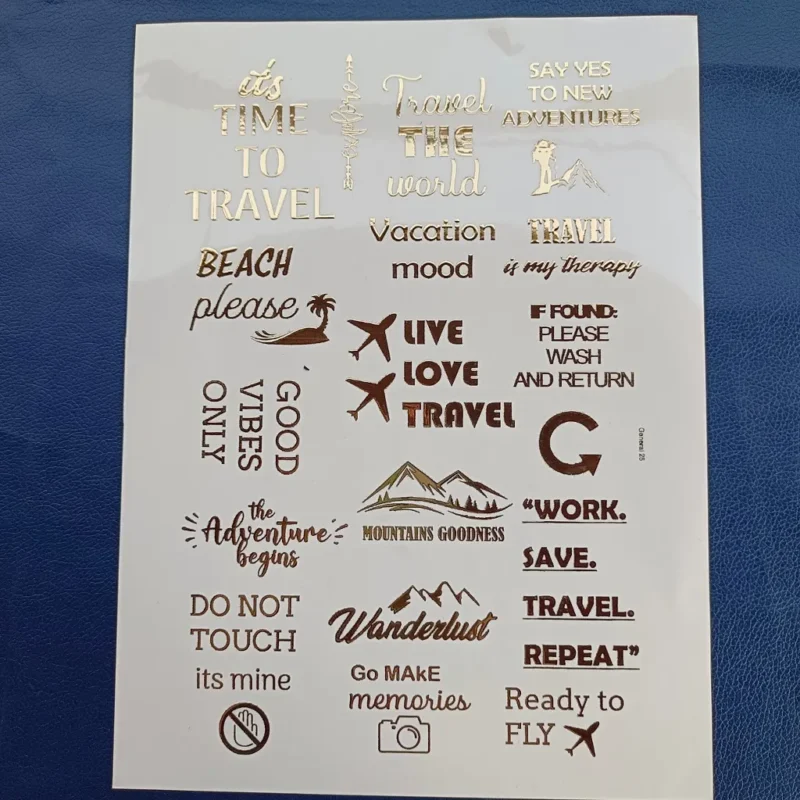 it's
TIME
TO
TRAVEL
explore
Travel
THE
world
SAY YES
TO NEW
ADVENTURES
Vacation
mood
TRAVEL
is my therapy
BEACH
please
LIVE
LOVE
TRAVEL
IF FOUND:
PLEASE
WASH
AND RETURN
GOOD
VIBES
ONLY
the
Adventure
begins
MOUNTAINS GOODNESS
"WORK.
SAVE.
TRAVEL.
REPEAT"
DO NOT
TOUCH
its mine
Wanderlust
Go MAkE
memories
Ready to
FLY